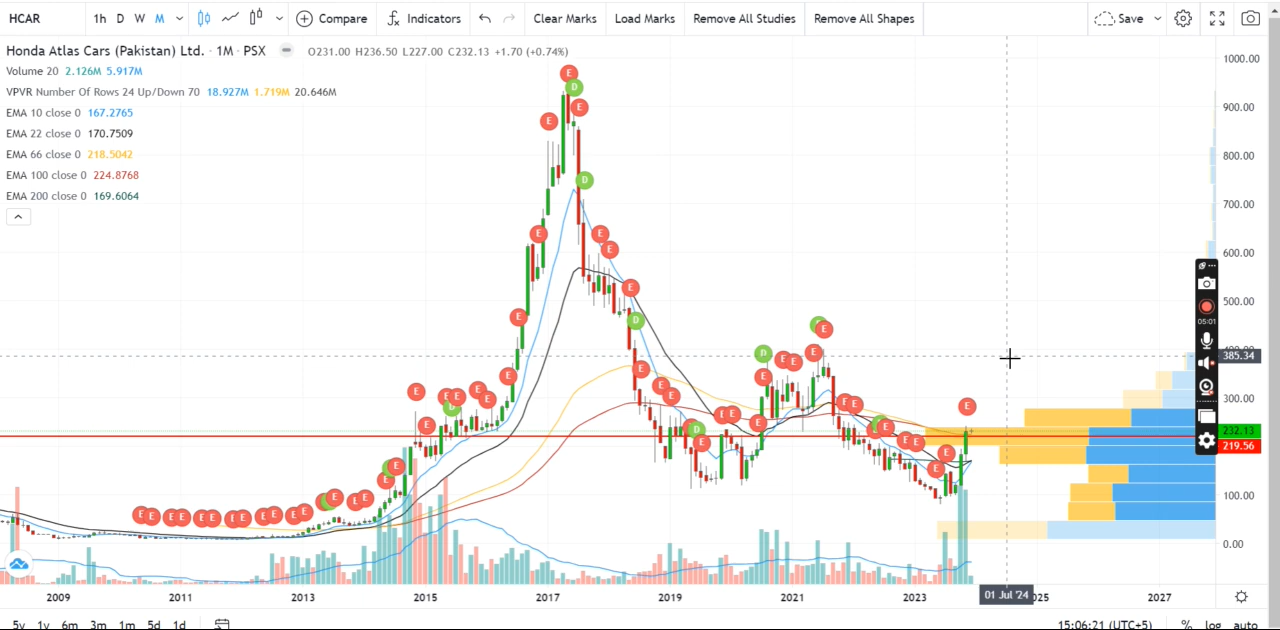 HCAR 1h D W M Compare Indicators Clear Marks Load Marks Remove All Studies Remove All Shapes Save
Honda Atlas Cars (Pakistan) Ltd. · 1M · PSX O231.00 H236.50 L227.00 C232.13 +1.70 (+0.74%)
Volume 20 2.126M 5.917M
VPVR Number Of Rows 24 Up/Down 70 18.927M 1.719M 20.646M
EMA 10 close 0 167.2765
EMA 22 close 0 170.7509
EMA 66 close 0 218.5042
EMA 100 close 0 224.8768
EMA 200 close 0 169.6064
1000.00
900.00
800.00
700.00
600.00
500.00
05:01
385.34
300.00
232.13
219.56
100.00
0.00
2009 2011 2013 2015 2017 2019 2021 2023 01 Jul '24 2027
5y 1y 6m 3m 1m 5d 1d 15:06:21 (UTC+5) % log auto